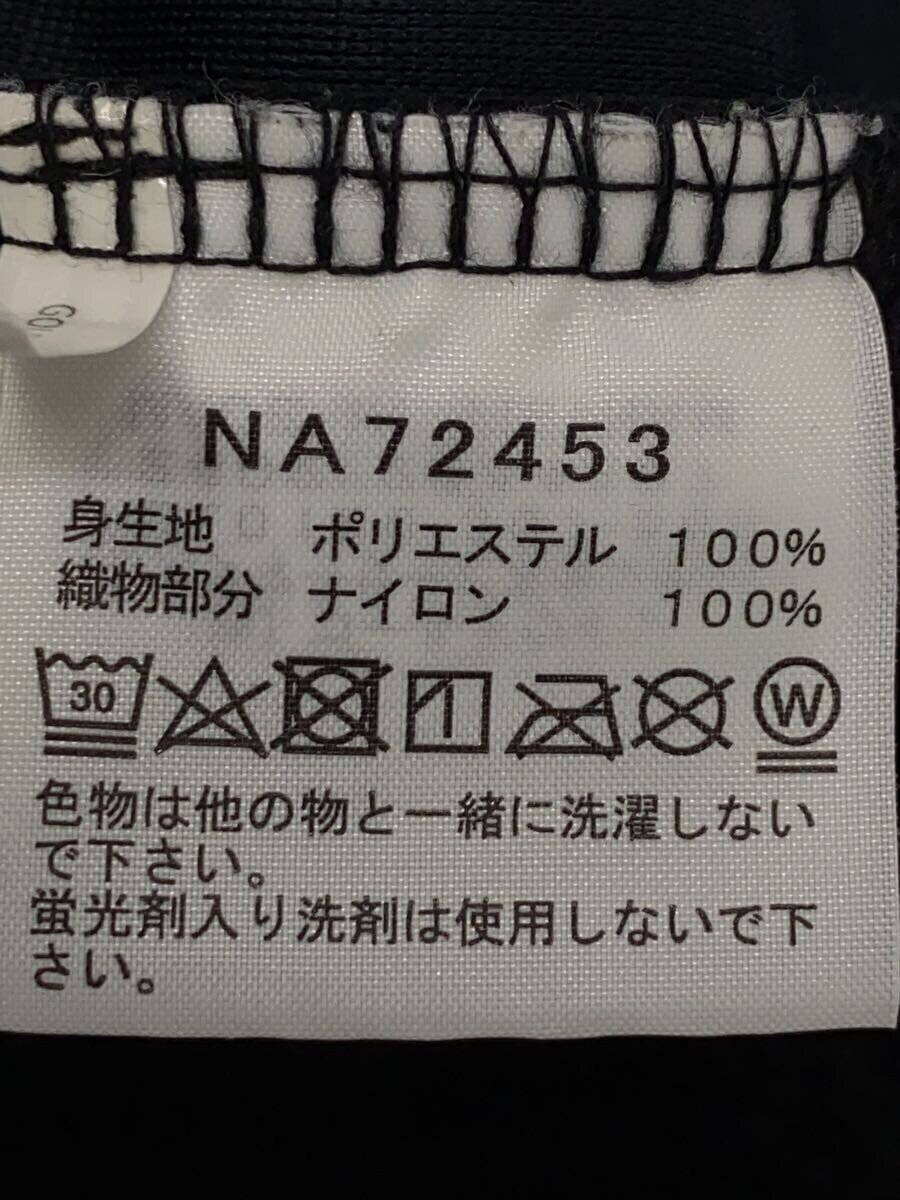 GO
NA72453
身生地 ポリエステル 100%
織物部分 ナイロン 100%
30 W
色物は他の物と一緒に洗濯しない
で下さい。
蛍光剤入り洗剤は使用しないで下
さい。